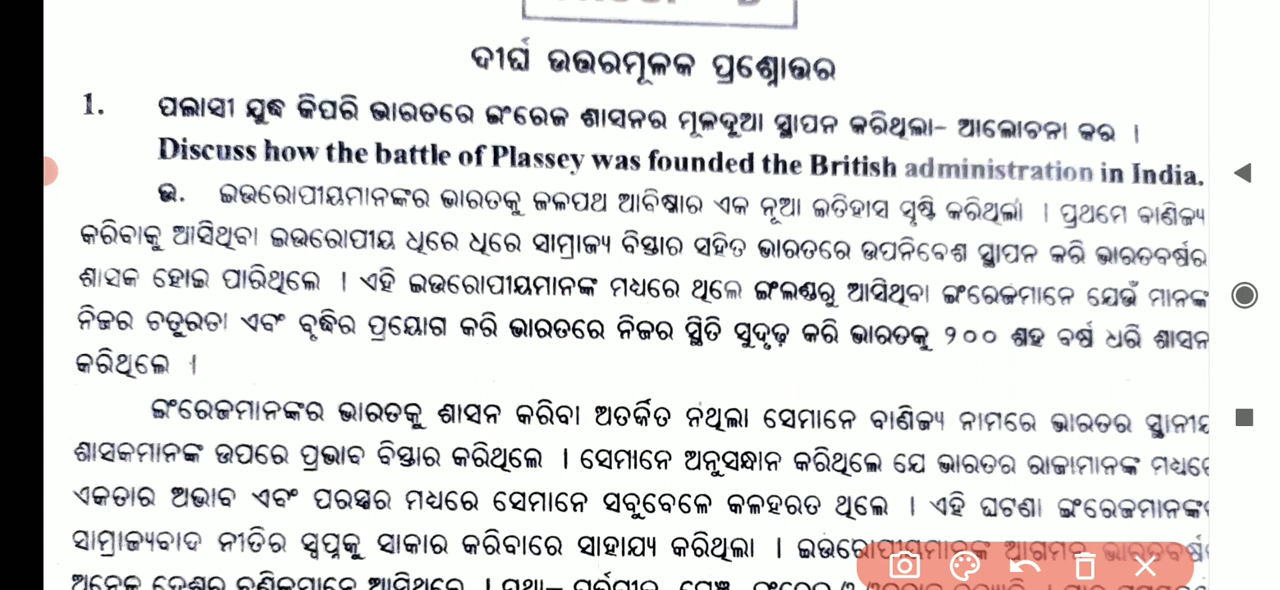 ଦୀର୍ଘ ଉତ୍ତରମୂଳକ ପ୍ରଶ୍ନୋତ୍ତର
1. ପଲାସୀ ଯୁଦ୍ଧ କିପରି ଭାରତରେ ଇଂରେଜ ଶାସନର ମୂଳଦୁଆ ସ୍ଥାପନ କରିଥିଲା– ଆଲୋଚନା କର ।
Discuss how the battle of Plassey was founded the British administration in India.
ଉ. ଇଉରୋପୀୟମାନଙ୍କର ଭାରତକୁ ଜଳପଥ ଆବିଷ୍କାର ଏକ ନୂଆ ଇତିହାସ ସୃଷ୍ଟି କରିଥିଲା । ପ୍ରଥମେ ବାଣିଜ୍ୟ
କରିବାକୁ ଆସିଥିବା ଇଉରୋପୀୟ ଧିରେ ଧିରେ ସାମ୍ରାଜ୍ୟ ବିସ୍ତାର ସହିତ ଭାରତରେ ଉପନିବେଶ ସ୍ଥାପନ କରି ଭାରତବର୍ଷର
ଶାସକ ହୋଇ ପାରିଥିଲେ । ଏହି ଇଉରୋପୀୟମାନଙ୍କ ମଧ୍ୟରେ ଥିଲେ ଇଂଲଣ୍ଡରୁ ଆସିଥିବା ଇଂରେଜମାନେ ଯେଉଁ ମାନଙ୍କ
ନିଜର ଚତୁରତା ଏବଂ ବୃଦ୍ଧିର ପ୍ରୟୋଗ କରି ଭାରତରେ ନିଜର ସ୍ଥିତି ସୁଦୃଢ଼ କରି ଭାରତକୁ ୨୦୦ ଶହ ବର୍ଷ ଧରି ଶାସନ
କରିଥିଲେ ।
ଇଂରେଜମାନଙ୍କର ଭାରତକୁ ଶାସନ କରିବା ଅତର୍କିତ ନଥିଲା ସେମାନେ ବାଣିଜ୍ୟ ନାମରେ ଭାରତର ସ୍ଥାନୀୟ
ଶାସକମାନଙ୍କ ଉପରେ ପ୍ରଭାବ ବିସ୍ତାର କରିଥିଲେ । ସେମାନେ ଅନୁସନ୍ଧାନ କରିଥିଲେ ଯେ ଭାରତର ରାଜାମାନଙ୍କ ମଧ୍ୟରେ
ଏକତାର ଅଭାବ ଏବଂ ପରସ୍ପର ମଧ୍ୟରେ ସେମାନେ ସବୁବେଳେ କଳହରତ ଥିଲେ । ଏହି ଘଟଣା ଇଂରେଜମାନଙ୍କ
ସାମ୍ରାଜ୍ୟବାଦ ନୀତିର ସ୍ୱପ୍ନକୁ ସାକାର କରିବାରେ ସାହାଯ୍ୟ କରିଥିଲା । ଇଉରୋପୀୟମାନଙ୍କ ଆଗମନ ଭାରତବର୍ଷ